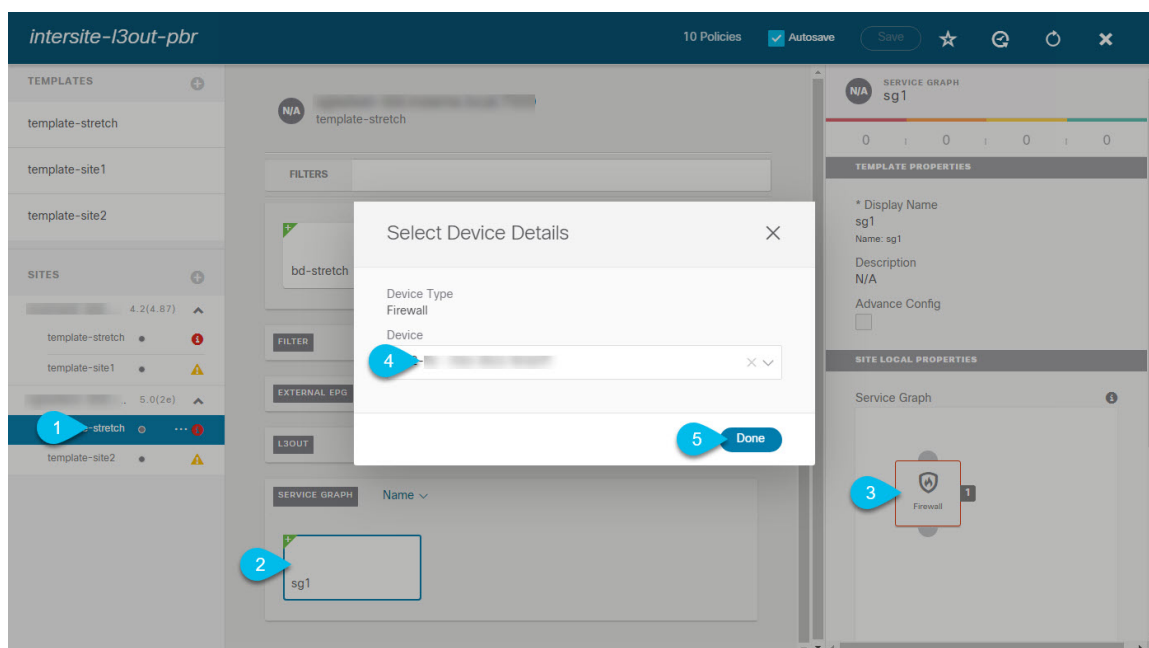 intersite-l3out-pbr
10 Policies
Autosave
Save
TEMPLATES
template-stretch
template-site1
template-site2
SITES
4.2(4.87)
template-stretch
template-site1
5.0(2e)
1
-stretch
template-site2
N/A
template-stretch
FILTERS
bd-stretch
FILTER
EXTERNAL EPG
L3OUT
SERVICE GRAPH Name
2
sg1
Select Device Details
Device Type
Firewall
Device
4
5 Done
N/A
SERVICE GRAPH
sg1
0 0 0 0
TEMPLATE PROPERTIES
* Display Name
sg1
Name: sg1
Description
N/A
Advance Config
SITE LOCAL PROPERTIES
Service Graph
3
Firewall
1